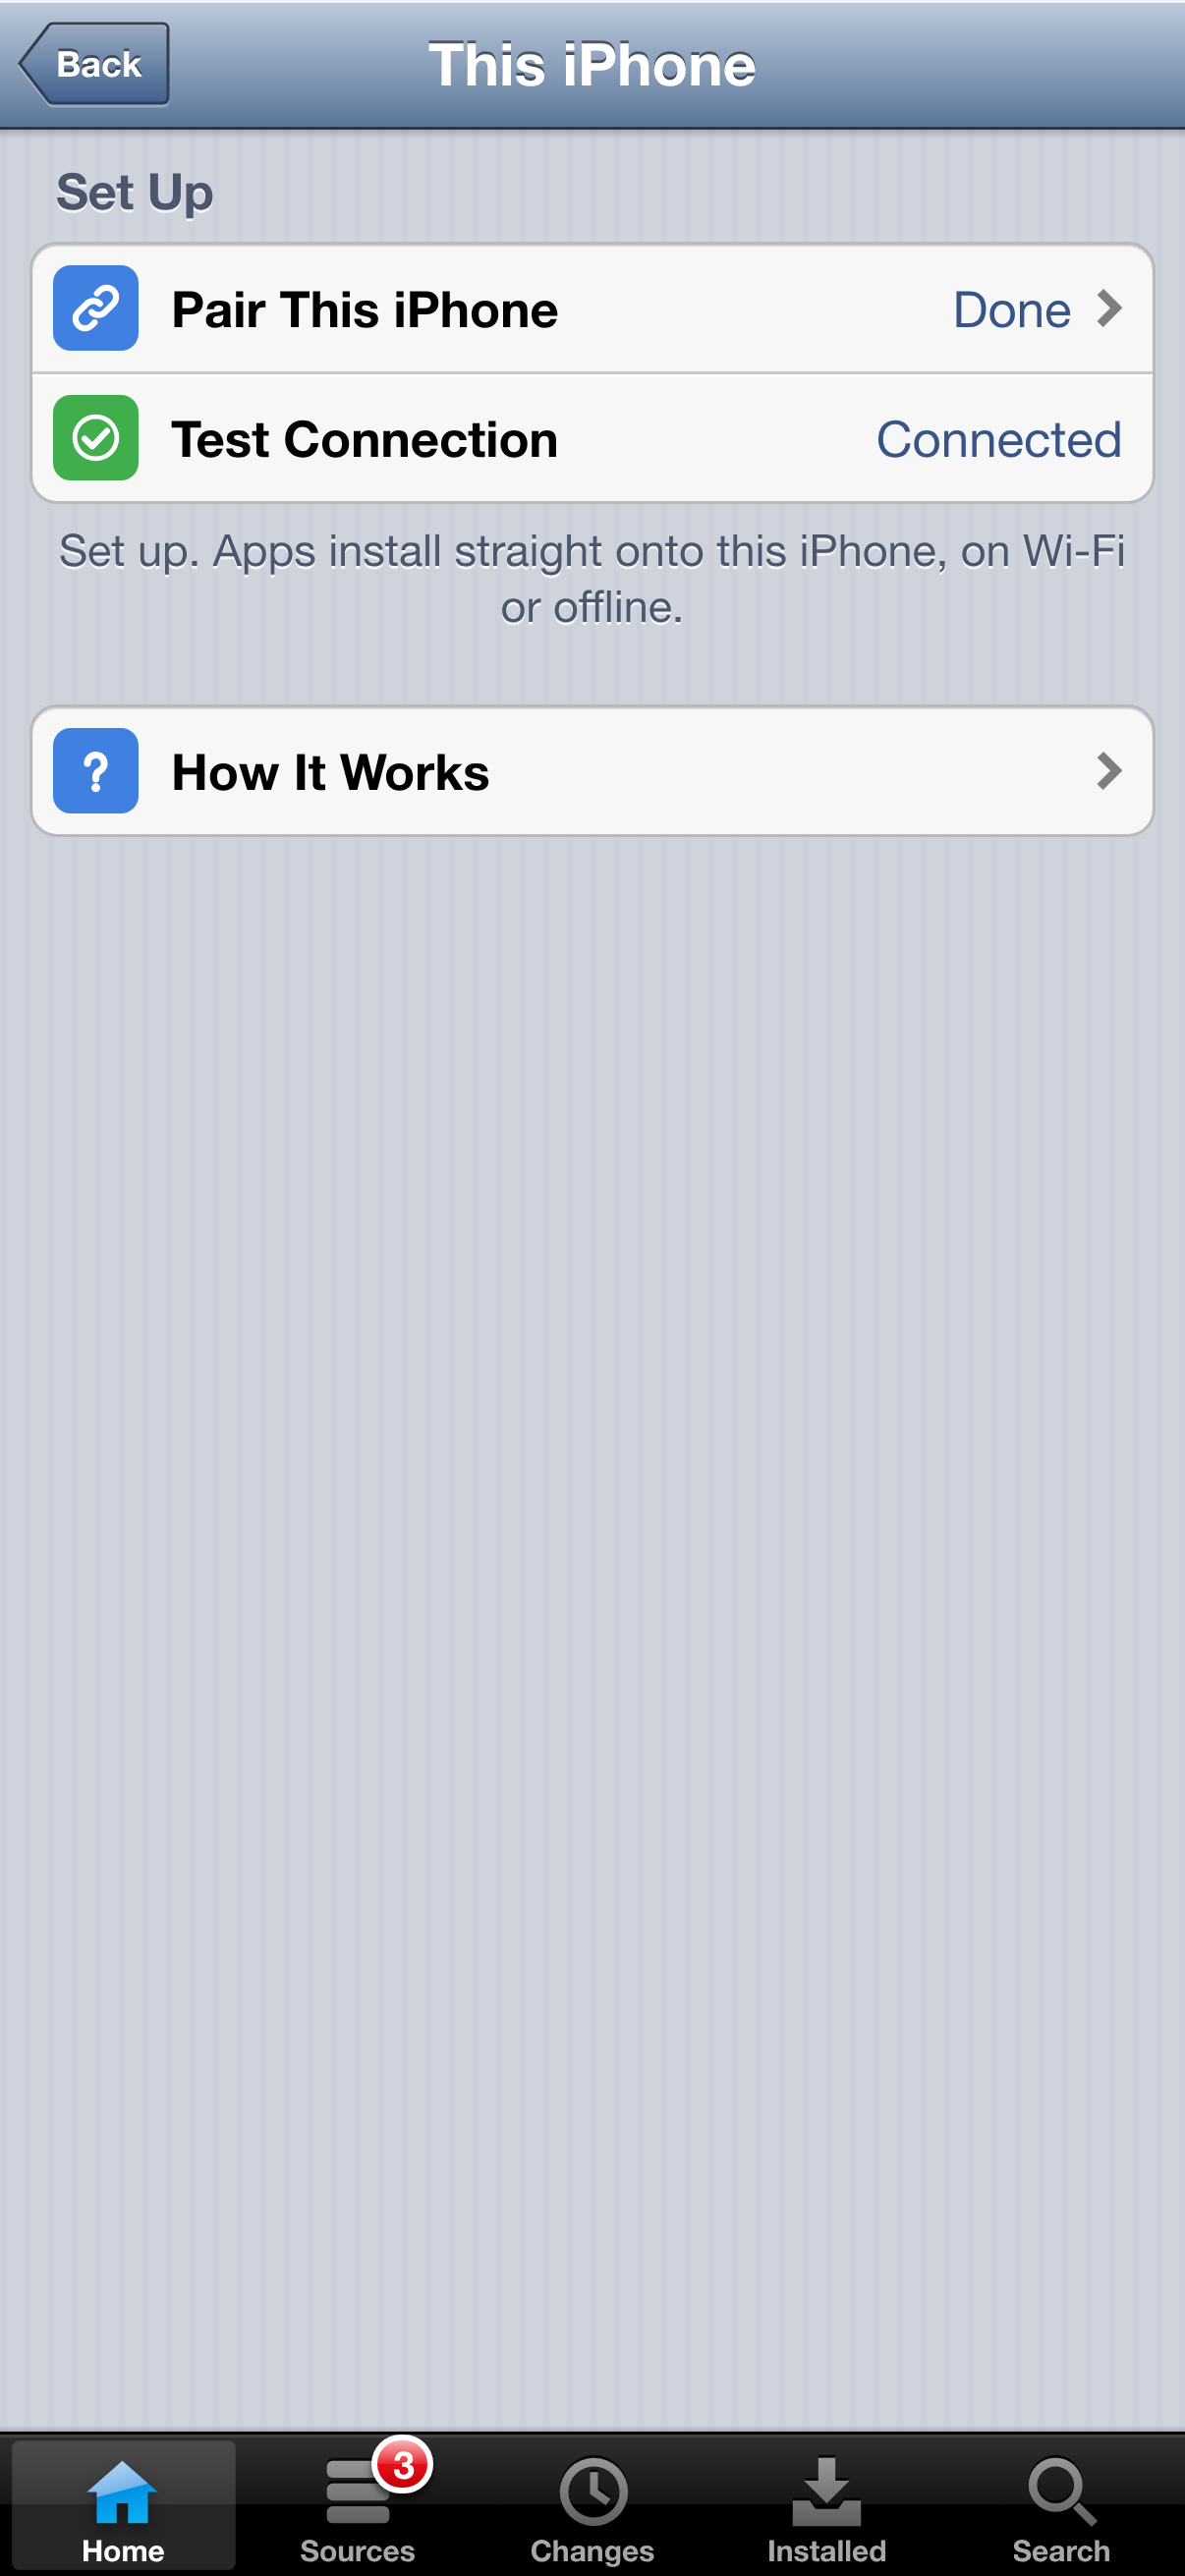 Back
This iPhone
Set Up
Pair This iPhone
Done
Test Connection
Connected
Set up. Apps install straight onto this iPhone, on Wi-Fi
or offline.
How It Works
3
Home
Sources
Changes
Installed
Search